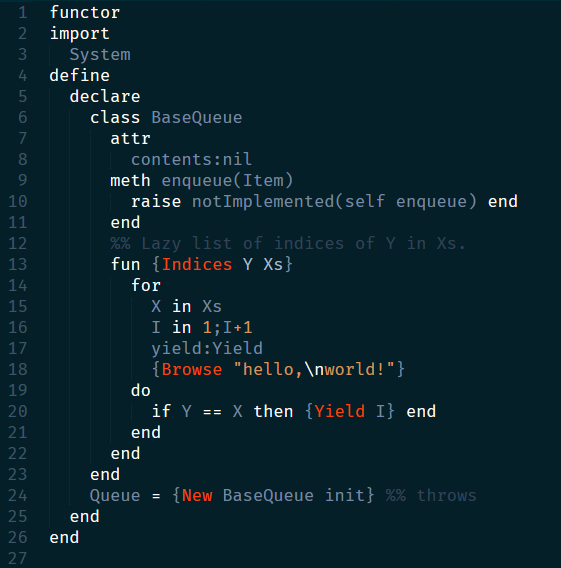 1 functor
2 import
3   System
4 define
5   declare
6     class BaseQueue
7       attr
8         contents:nil
9       meth enqueue(Item)
10         raise notImplemented(self enqueue) end
11       end
12       %% Lazy list of indices of Y in Xs.
13       fun {Indices Y Xs}
14         for
15           X in Xs
16           I in 1;I+1
17           yield:Yield
18           {Browse "hello,\nworld!"}
19         do
20           if Y == X then {Yield I} end
21         end
22       end
23     end
24     Queue = {New BaseQueue init} %% throws
25   end
26 end
27